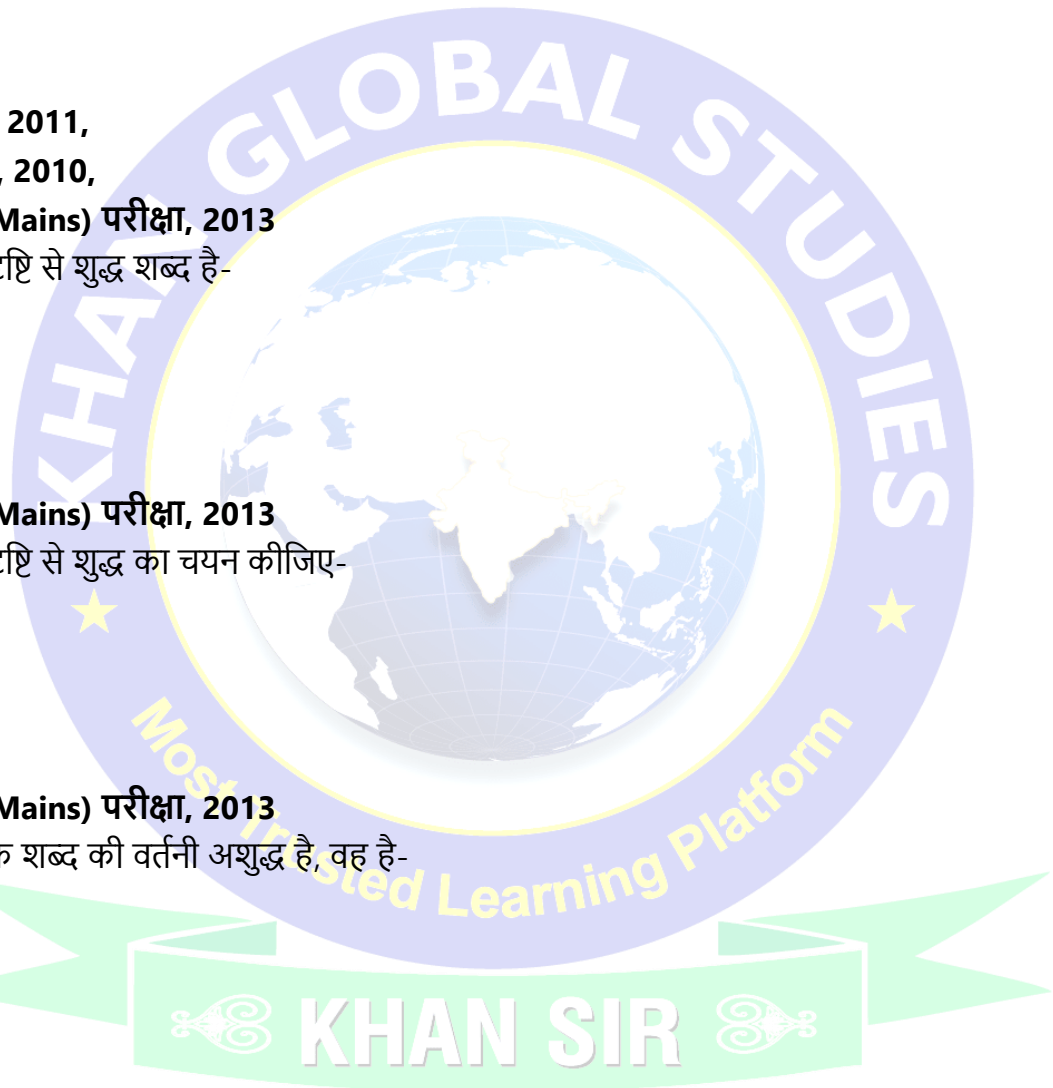 2011,
, 2010,
Mains) परीक्षा, 2013
दृष्टि से शुद्ध शब्द है-
Mains) परीक्षा, 2013
दृष्टि से शुद्ध का चयन कीजिए-
Mains) परीक्षा, 2013
शब्द की वर्तनी अशुद्ध है, वह है-
KHAN GLOBAL STUDIES
Most Trusted Learning Platform
KHAN SIR